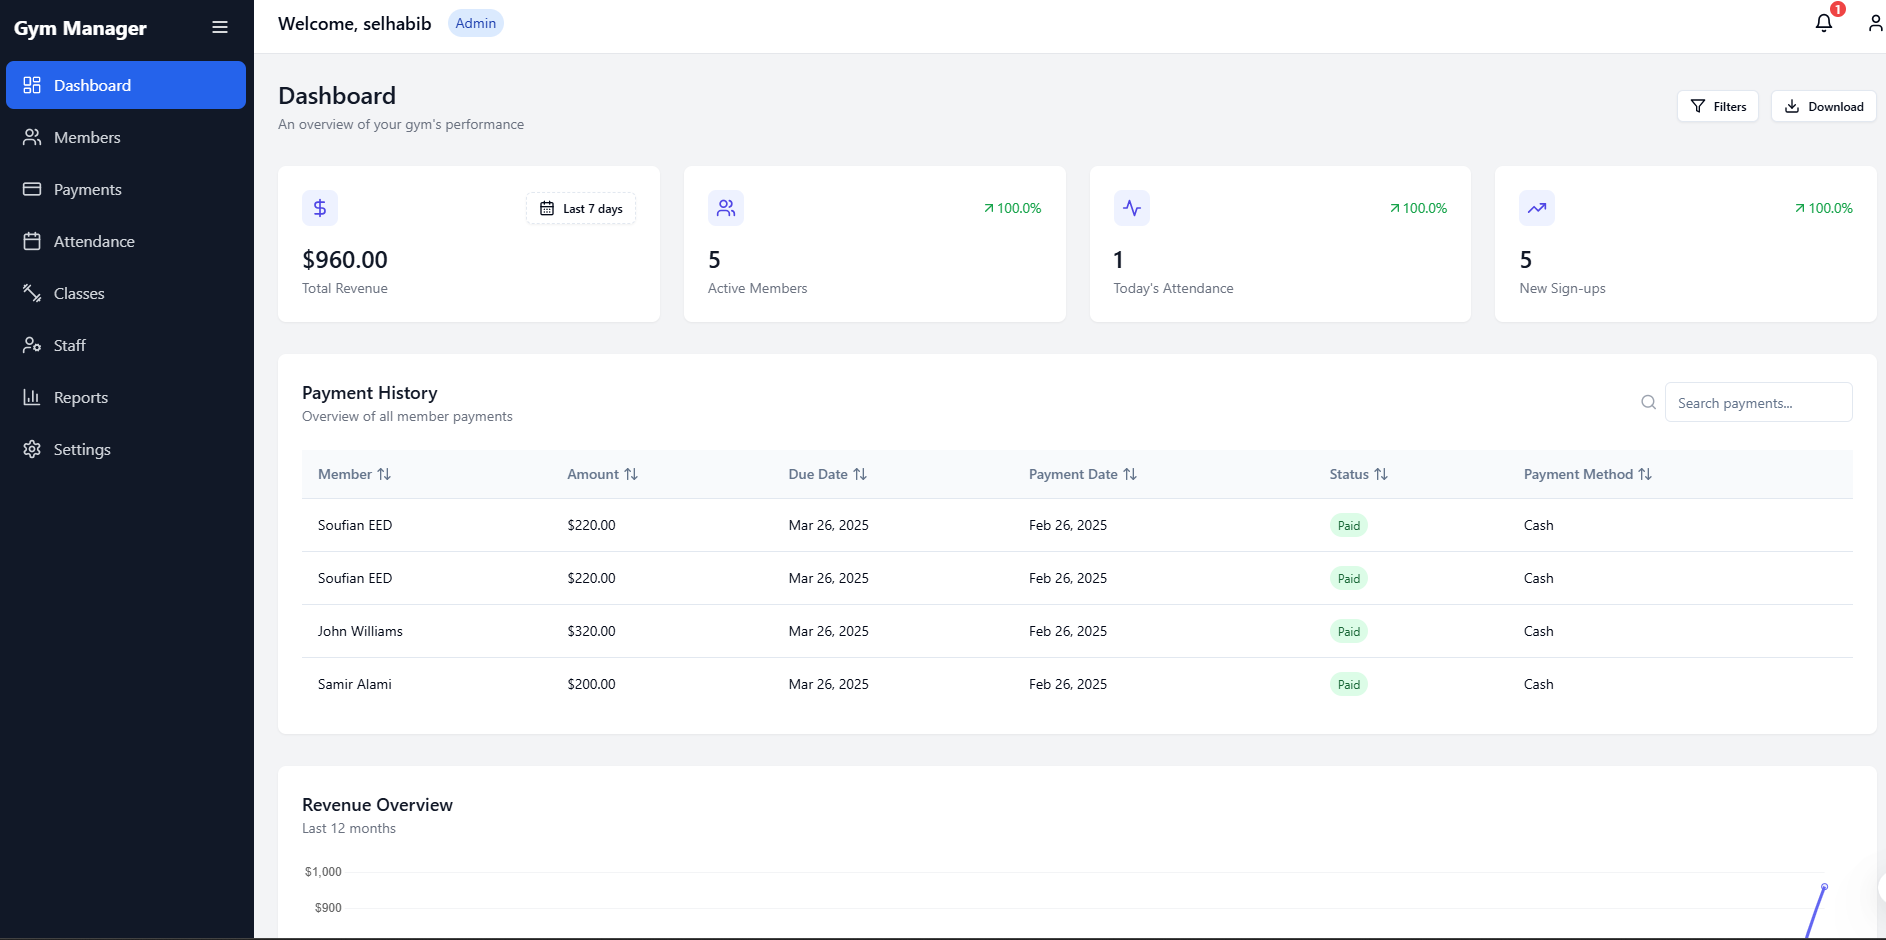 Gym Manager
Welcome, selhabib Admin
1
Dashboard
Members
Payments
Attendance
Classes
Staff
Reports
Settings
Dashboard
An overview of your gym's performance
Filters Download
Last 7 days
$960.00
Total Revenue
100.0%
5
Active Members
100.0%
1
Today's Attendance
100.0%
5
New Sign-ups
Payment History
Overview of all member payments
Search payments...
Member Amount Due Date Payment Date Status Payment Method
Soufian EED $220.00 Mar 26, 2025 Feb 26, 2025 Paid Cash
Soufian EED $220.00 Mar 26, 2025 Feb 26, 2025 Paid Cash
John Williams $320.00 Mar 26, 2025 Feb 26, 2025 Paid Cash
Samir Alami $200.00 Mar 26, 2025 Feb 26, 2025 Paid Cash
Revenue Overview
Last 12 months
$1,000
$900